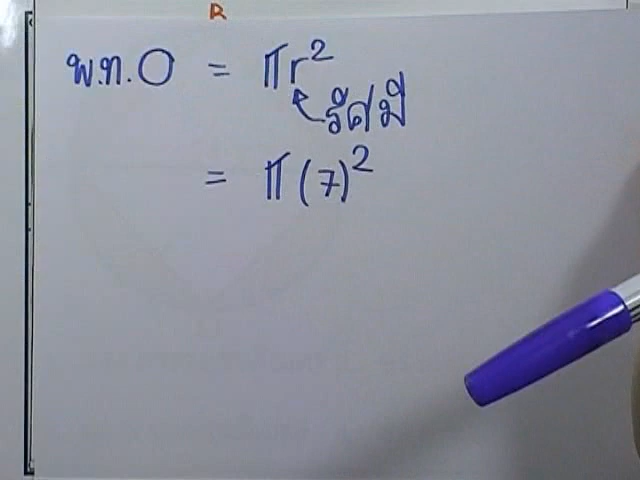 R
พ.ท.○ = πr²
รัศมี
= π(7)²